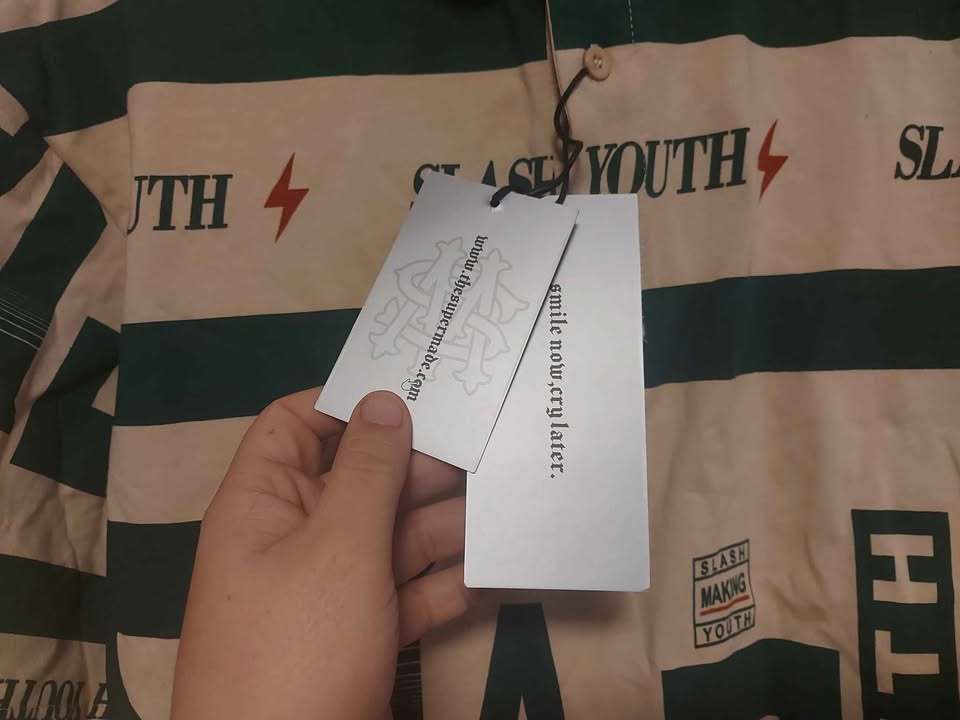 UTH
SLASH YOUTH
SL
www.thesupermade.com
smile now,cry later.
SLASH
MAKING
YOUTH
TH